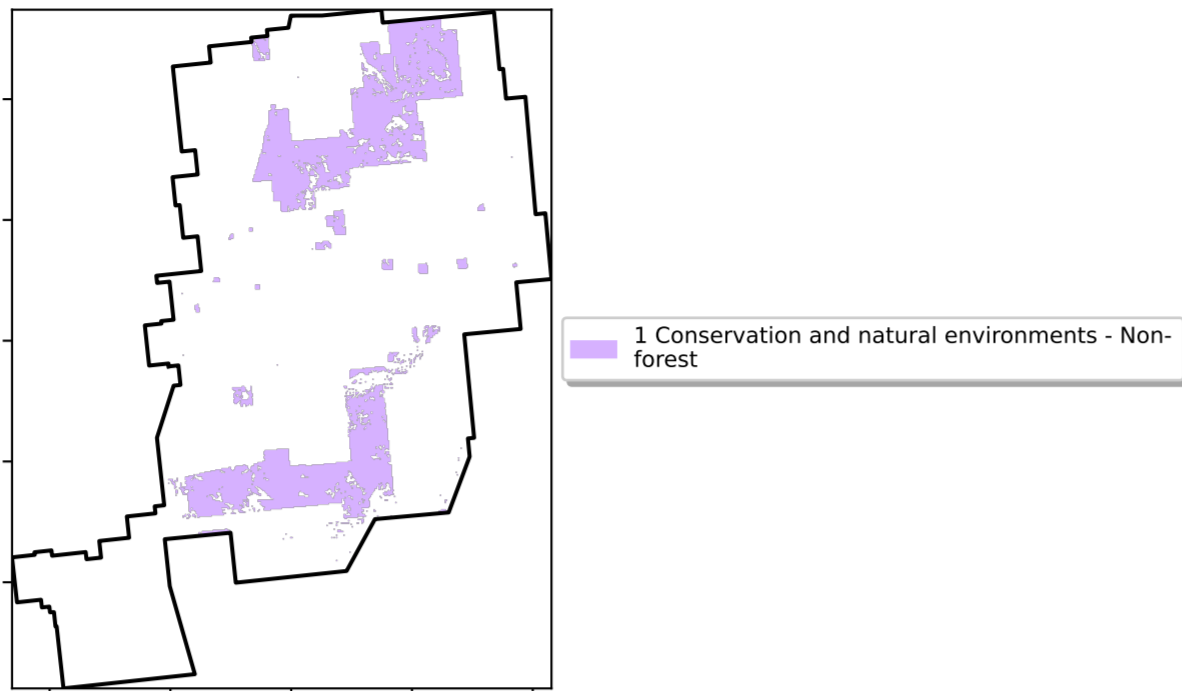 1 Conservation and natural environments - Non-
forest